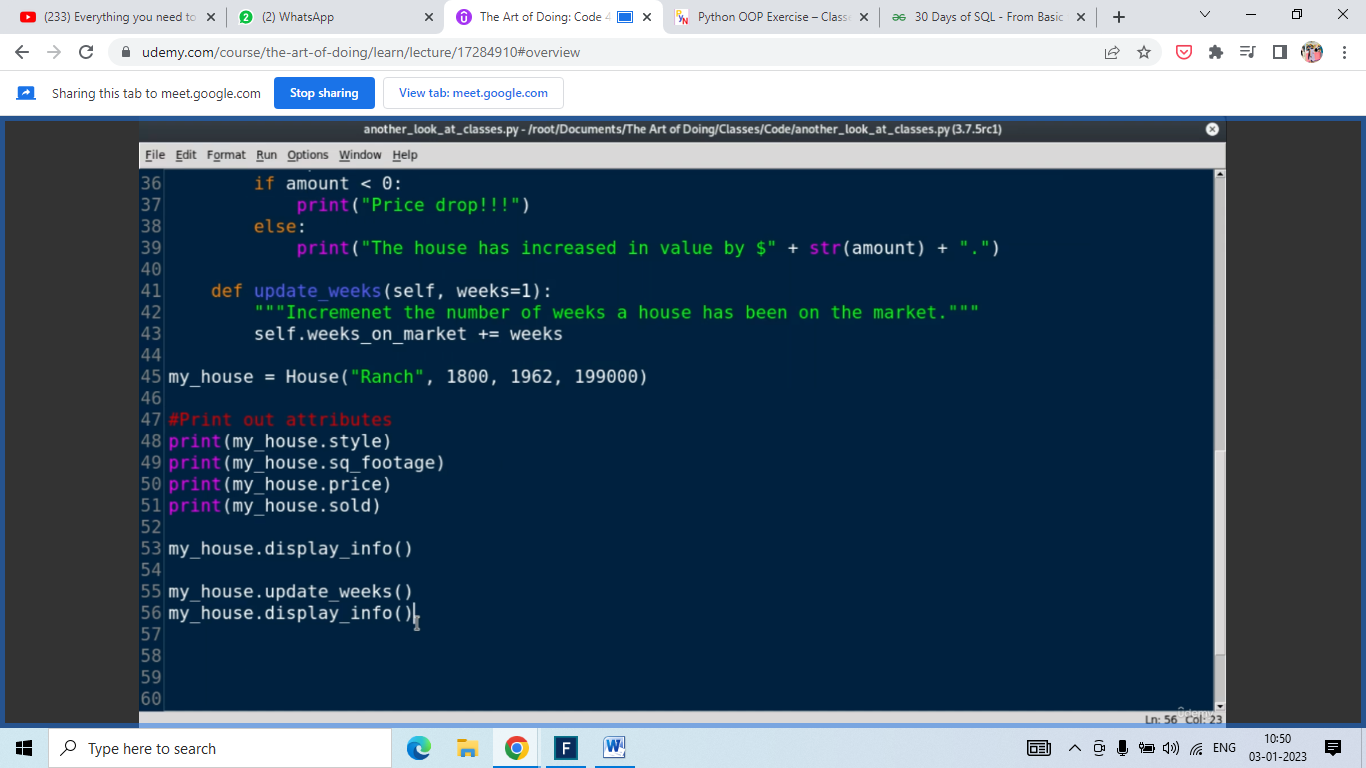 (233) Everything you need to
(2) WhatsApp
The Art of Doing: Code 4
Python OOP Exercise – Class
30 Days of SQL - From Basic
udemy.com/course/the-art-of-doing/learn/lecture/17284910#overview
Sharing this tab to meet.google.com
Stop sharing
View tab: meet.google.com
another_look_at_classes.py - /root/Documents/The Art of Doing/Classes/Code/another_look_at_classes.py (3.7.5rc1)
File Edit Format Run Options Window Help
36 if amount < 0:
37 print("Price drop!!!")
38 else:
39 print("The house has increased in value by $" + str(amount) + ".")
40
41 def update_weeks(self, weeks=1):
42 """Incremenet the number of weeks a house has been on the market."""
43 self.weeks_on_market += weeks
44
45 my_house = House("Ranch", 1800, 1962, 199000)
46
47 #Print out attributes
48 print(my_house.style)
49 print(my_house.sq_footage)
50 print(my_house.price)
51 print(my_house.sold)
52
53 my_house.display_info()
54
55 my_house.update_weeks()
56 my_house.display_info()
57
58
59
60
Udemy
Ln: 56 Col: 23
Type here to search
ENG
10:50
03-01-2023